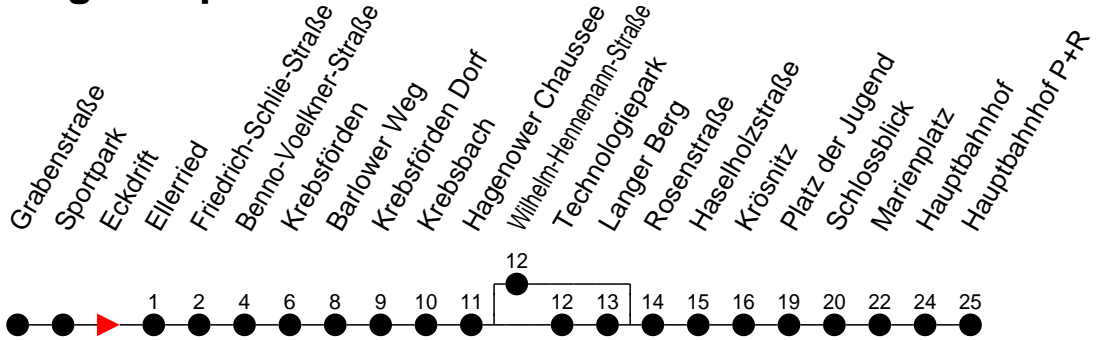 Grabenstraße
Sportpark
Eckdrift
Ellerried
Friedrich-Schlie-Straße
Benno-Voelkner-Straße
Krebsförden
Barlower Weg
Krebsförden Dorf
Krebsbach
Hagenower Chaussee
Wilhelm-Hennemann-Straße
Technologiepark
Langer Berg
Rosenstraße
Haselholzstraße
Krösnitz
Platz der Jugend
Schlossblick
Marienplatz
Hauptbahnhof
Hauptbahnhof P+R
12
1 2 4 6 8 9 10 11 12 13 14 15 16 19 20 22 24 25